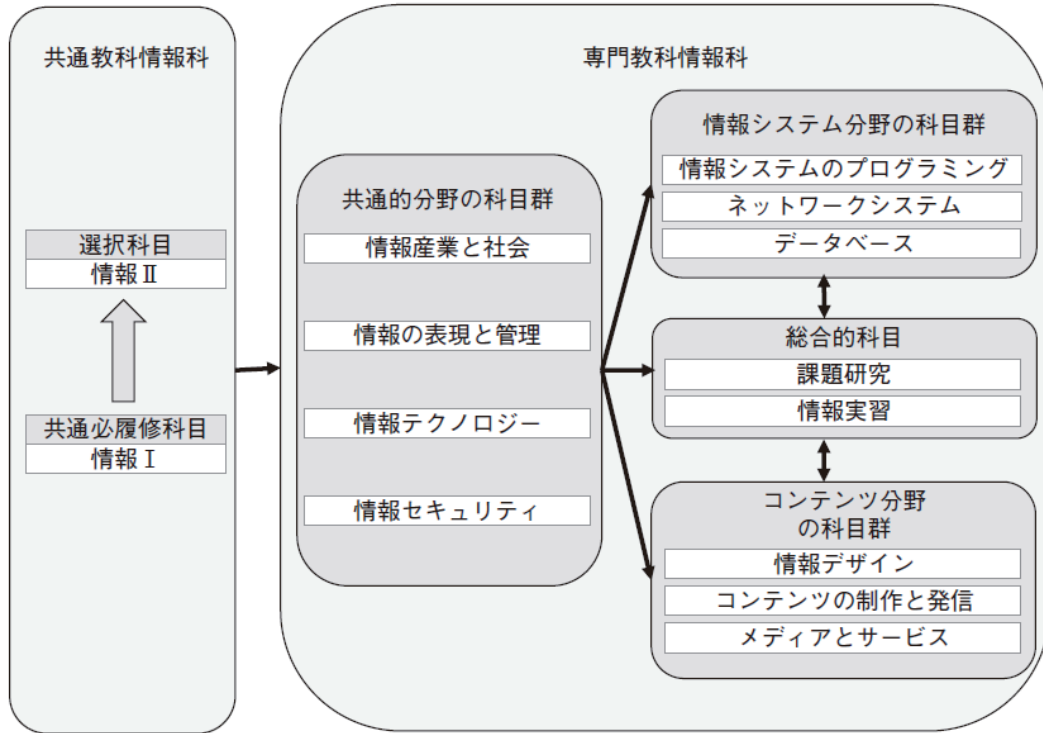 共通教科情報科
選択科目
情報Ⅱ
共通必履修科目
情報Ⅰ
専門教科情報科
共通的分野の科目群
情報産業と社会
情報の表現と管理
情報テクノロジー
情報セキュリティ
情報システム分野の科目群
情報システムのプログラミング
ネットワークシステム
データベース
総合的科目
課題研究
情報実習
コンテンツ分野
の科目群
情報デザイン
コンテンツの制作と発信
メディアとサービス